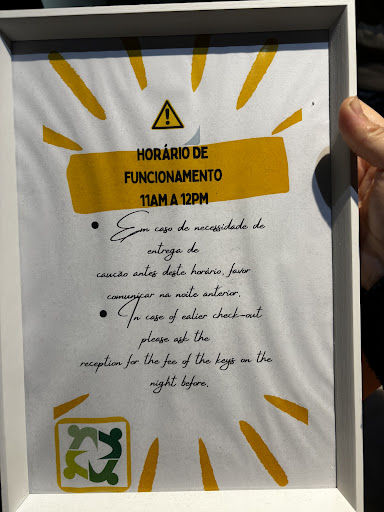 HORÁRIO DE
FUNCIONAMENTO
11AM A 12PM
• Em caso de necessidade de
entrega de
caucão antes deste horário, favor
comunicar na noite anterior.
• In case of ealier check-out
please ask the
reception for the fee of the keys on the
night before.